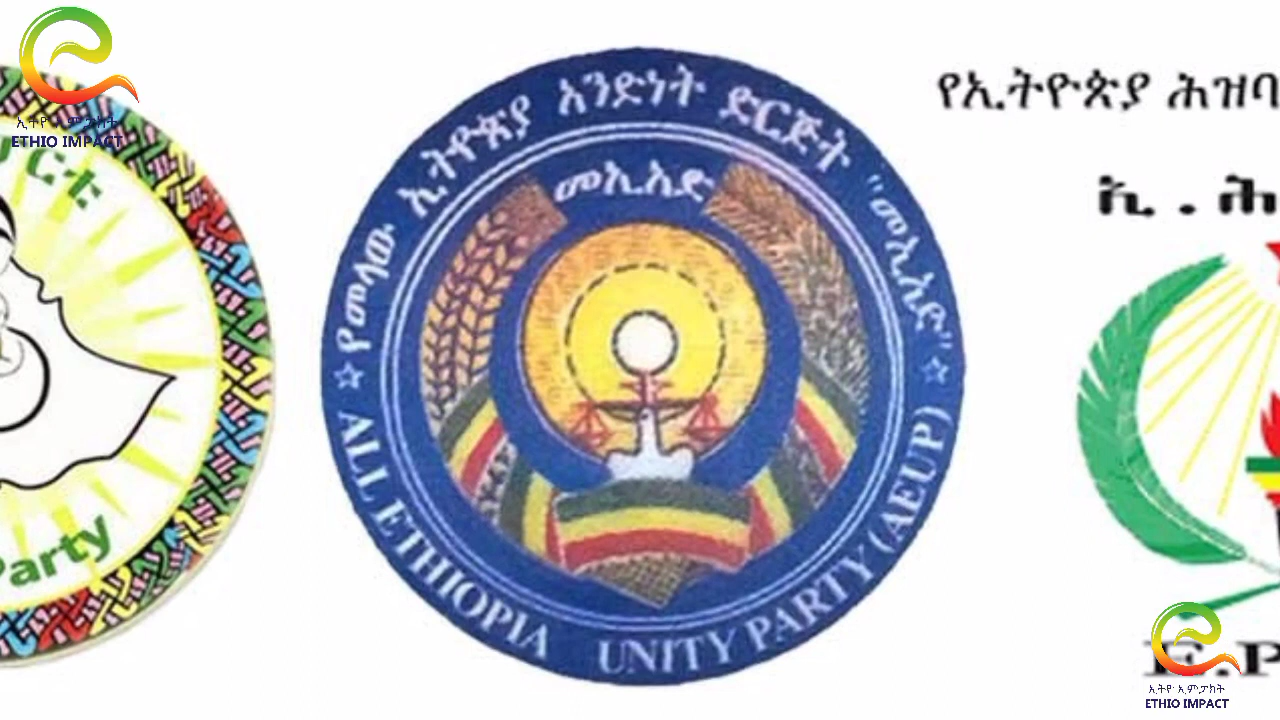 ኢትዮ ኢምፓክት
ETHIO IMPACT
Party
የመላው ኢትዮጵያ አንድነት ድርጅት "መኢአድ"
መኢአድ
ALL ETHIOPIA UNITY PARTY (AEUP)
የኢትዮጵያ ሕዝባ
ኢ . ሕ
E.P
ኢትዮ ኢምፓክት
ETHIO IMPACT